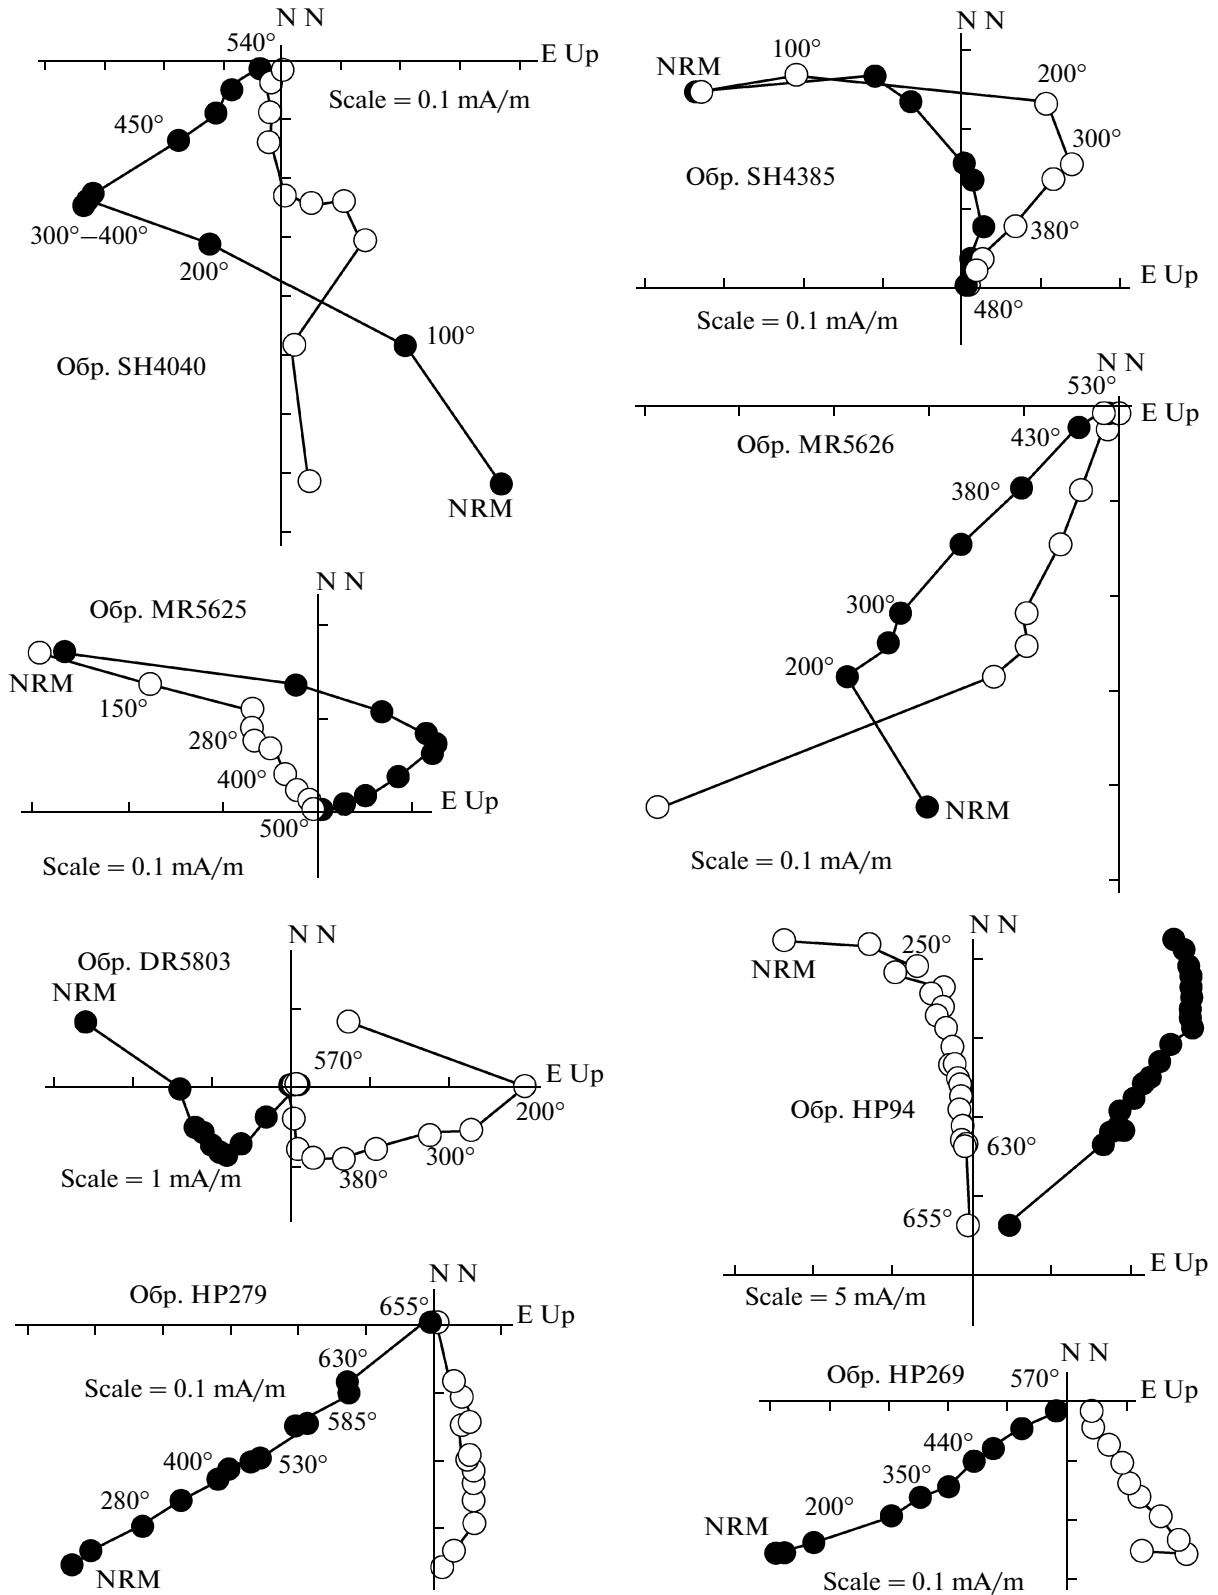 N N
540°
E Up
Scale = 0.1 mA/m
450°
300°–400°
200°
100°
Обр. SH4040
NRM
N N
100°
NRM
200°
300°
Обр. SH4385
380°
E Up
480°
Scale = 0.1 mA/m
N N
530°
E Up
430°
Обр. MR5626
380°
300°
200°
NRM
Scale = 0.1 mA/m
N N
Обр. MR5625
NRM
150°
280°
400°
E Up
500°
Scale = 0.1 mA/m
N N
Обр. DR5803
NRM
570°
E Up
200°
300°
380°
Scale = 1 mA/m
N N
250°
NRM
Обр. HP94
630°
655°
E Up
Scale = 5 mA/m
N N
Обр. HP279
655°
E Up
630°
Scale = 0.1 mA/m
585°
400°
530°
280°
NRM
N N
Обр. HP269
570°
E Up
440°
350°
200°
NRM
Scale = 0.1 mA/m